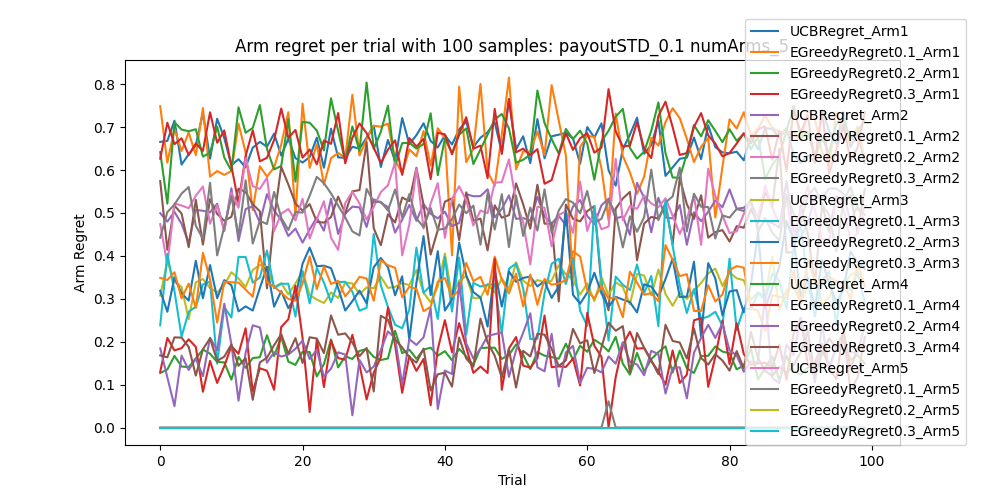 Arm regret per trial with 100 samples: payoutSTD_0.1 numArms_5
Arm Regret
0.8
0.7
0.6
0.5
0.4
0.3
0.2
0.1
0.0
0
20
40
60
80
100
Trial
UCBRegret_Arm1
EGreedyRegret0.1_Arm1
EGreedyRegret0.2_Arm1
EGreedyRegret0.3_Arm1
UCBRegret_Arm2
EGreedyRegret0.1_Arm2
EGreedyRegret0.2_Arm2
EGreedyRegret0.3_Arm2
UCBRegret_Arm3
EGreedyRegret0.1_Arm3
EGreedyRegret0.2_Arm3
EGreedyRegret0.3_Arm3
UCBRegret_Arm4
EGreedyRegret0.1_Arm4
EGreedyRegret0.2_Arm4
EGreedyRegret0.3_Arm4
UCBRegret_Arm5
EGreedyRegret0.1_Arm5
EGreedyRegret0.2_Arm5
EGreedyRegret0.3_Arm5